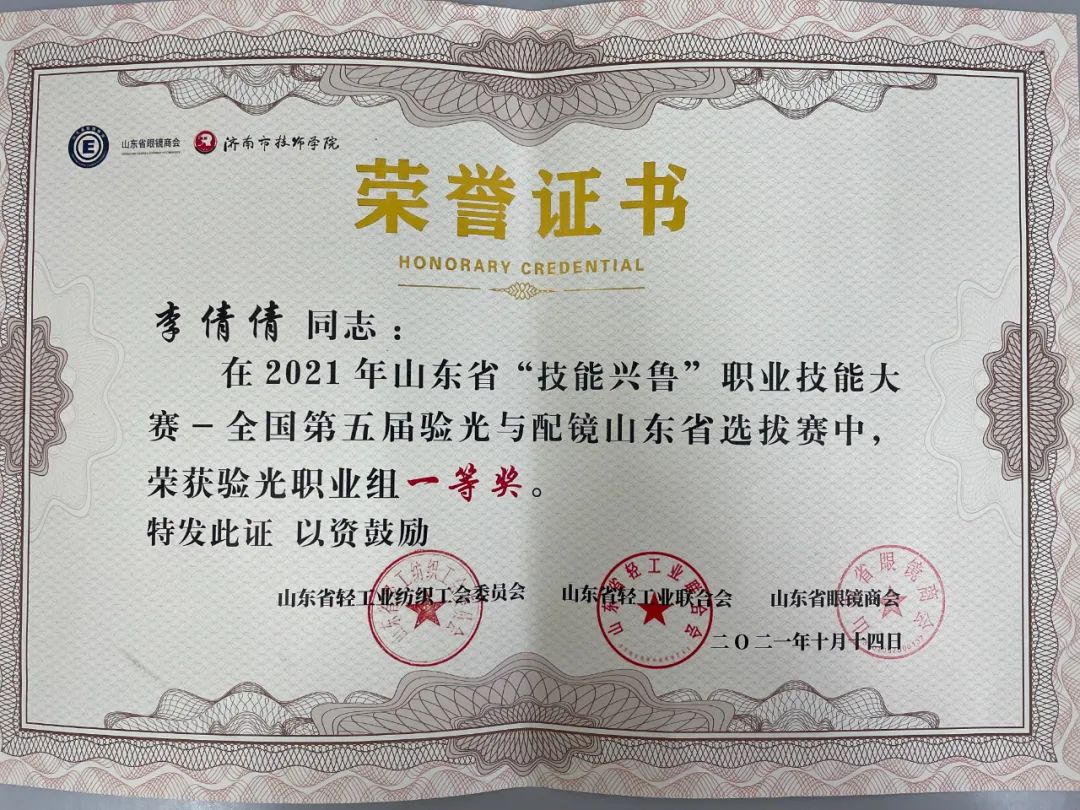 山东省眼镜商会 济南市技师学院
荣誉证书
HONORARY CREDENTIAL
李倩倩 同志：
在2021年山东省“技能兴鲁”职业技能大
赛－全国第五届验光与配镜山东省选拔赛中，
荣获验光职业组一等奖。
特发此证 以资鼓励
山东省轻工业纺织工会委员会 山东省轻工业联合会 山东省眼镜商会
二〇二一年十月十四日